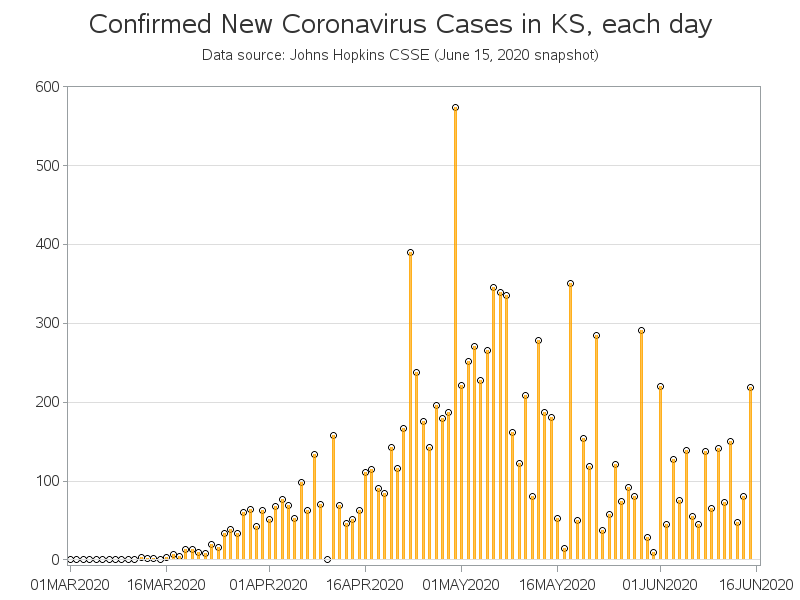 Confirmed New Coronavirus Cases in KS, each day
Data source: Johns Hopkins CSSE (June 15, 2020 snapshot)
600
500
400
300
200
100
0
01MAR2020 16MAR2020 01APR2020 16APR2020 01MAY2020 16MAY2020 01JUN2020 16JUN2020